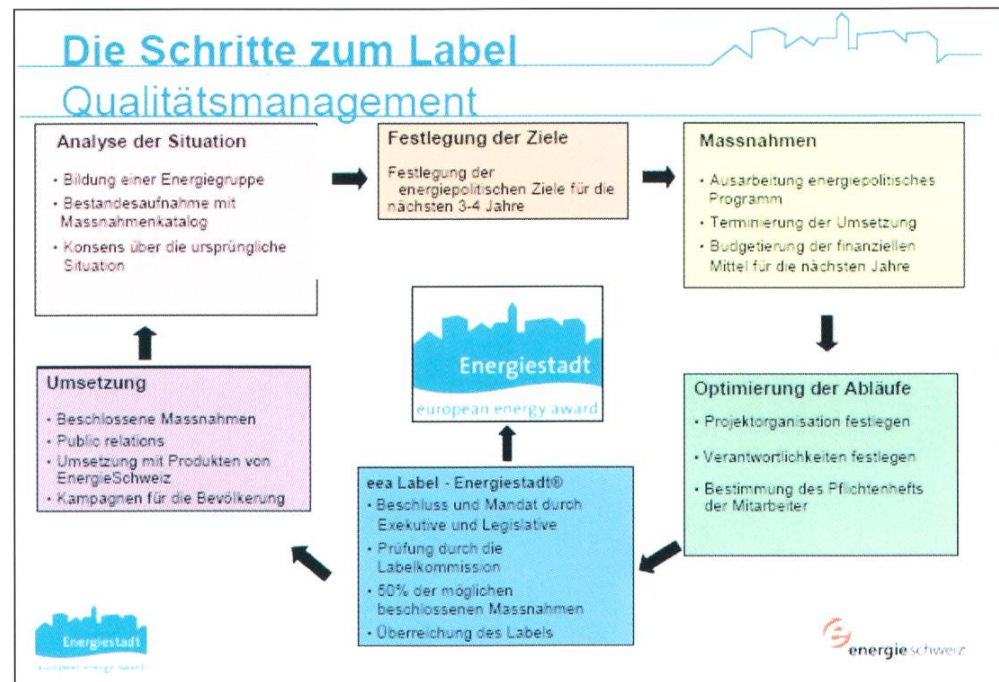 Die Schritte zum Label
Qualitätsmanagement
Analyse der Situation
• Bildung einer Energiegruppe
• Bestandesaufnahme mit
Massnahmenkatalog
• Konsens über die ursprüngliche
Situation
Festlegung der Ziele
Festlegung der
energiepolitischen Ziele für die
nächsten 3-4 Jahre
Massnahmen
• Ausarbeitung energiepolitisches
Programm
• Terminierung der Umsetzung
• Budgetierung der finanziellen
Mittel für die nächsten Jahre
Optimierung der Abläufe
• Projektorganisation festlegen
• Verantwortlichkeiten festlegen
• Bestimmung des Pflichtenhefts
der Mitarbeiter
eea Label - Energiestadt®
• Beschluss und Mandat durch
Exekutive und Legislative
• Prüfung durch die
Labelkommission
• 50% der möglichen
beschlossenen Massnahmen
• Überreichung des Labels
Umsetzung
• Beschlossene Massnahmen
• Public relations
• Umsetzung mit Produkten von
EnergieSchweiz
• Kampagnen für die Bevölkerung
Energiestadt
european energy award
Energiestadt
european energy award
energieschweiz